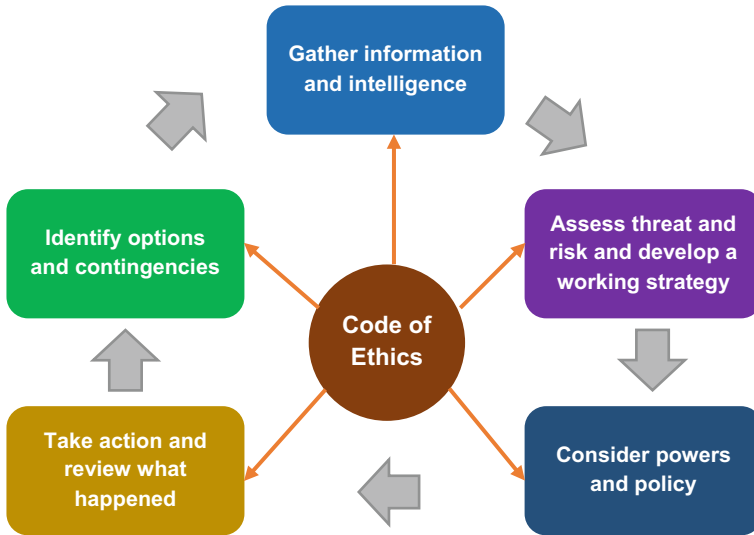 Gather information
and intelligence
Assess threat and
risk and develop a
working strategy
Consider powers
and policy
Take action and
review what
happened
Identify options
and contingencies
Code of
Ethics